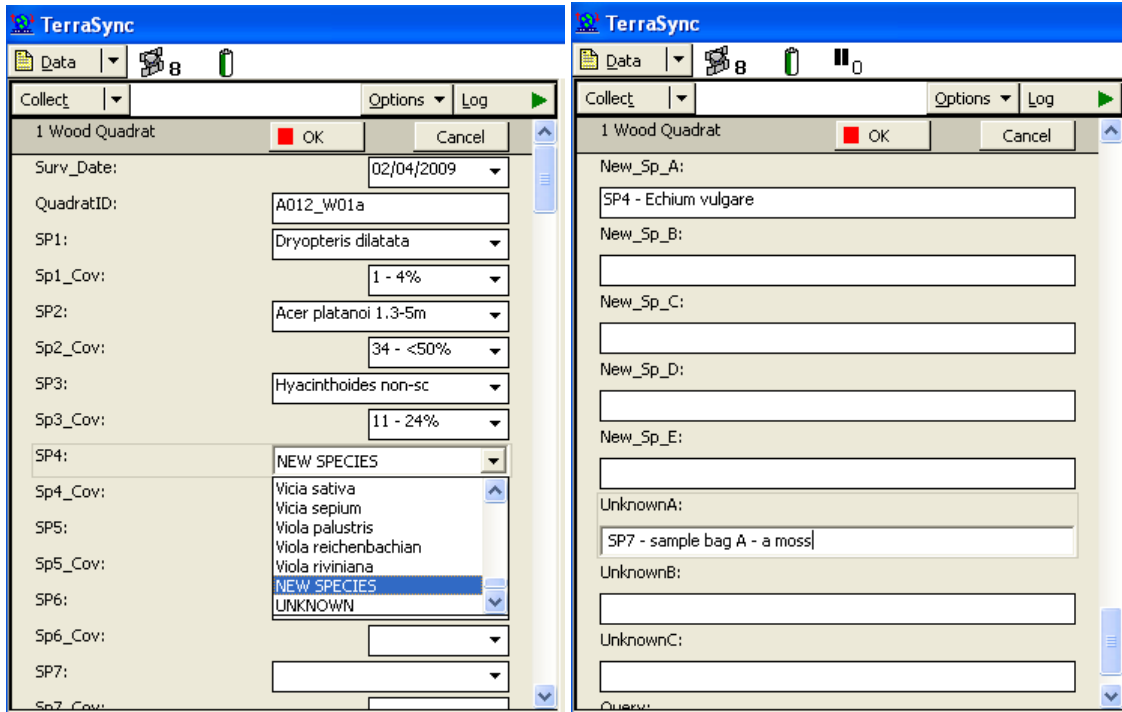 TerraSync
Data
8
Collect
Options
Log
1 Wood Quadrat
OK
Cancel
Surv_Date:
02/04/2009
QuadratID:
A012_W01a
SP1:
Dryopteris dilatata
Sp1_Cov:
1 - 4%
SP2:
Acer platanoi 1.3-5m
Sp2_Cov:
34 - <50%
SP3:
Hyacinthoides non-sc
Sp3_Cov:
11 - 24%
SP4:
NEW SPECIES
Sp4_Cov:
Vicia sativa
Vicia sepium
SP5:
Viola palustris
Viola reichenbachian
Sp5_Cov:
Viola riviniana
NEW SPECIES
SP6:
UNKNOWN
Sp6_Cov:
SP7:
Sp7_Cov:
TerraSync
Data
8
0
Collect
Options
Log
1 Wood Quadrat
OK
Cancel
New_Sp_A:
SP4 - Echium vulgare
New_Sp_B:
New_Sp_C:
New_Sp_D:
New_Sp_E:
UnknownA:
SP7 - sample bag A - a moss
UnknownB:
UnknownC:
Query: